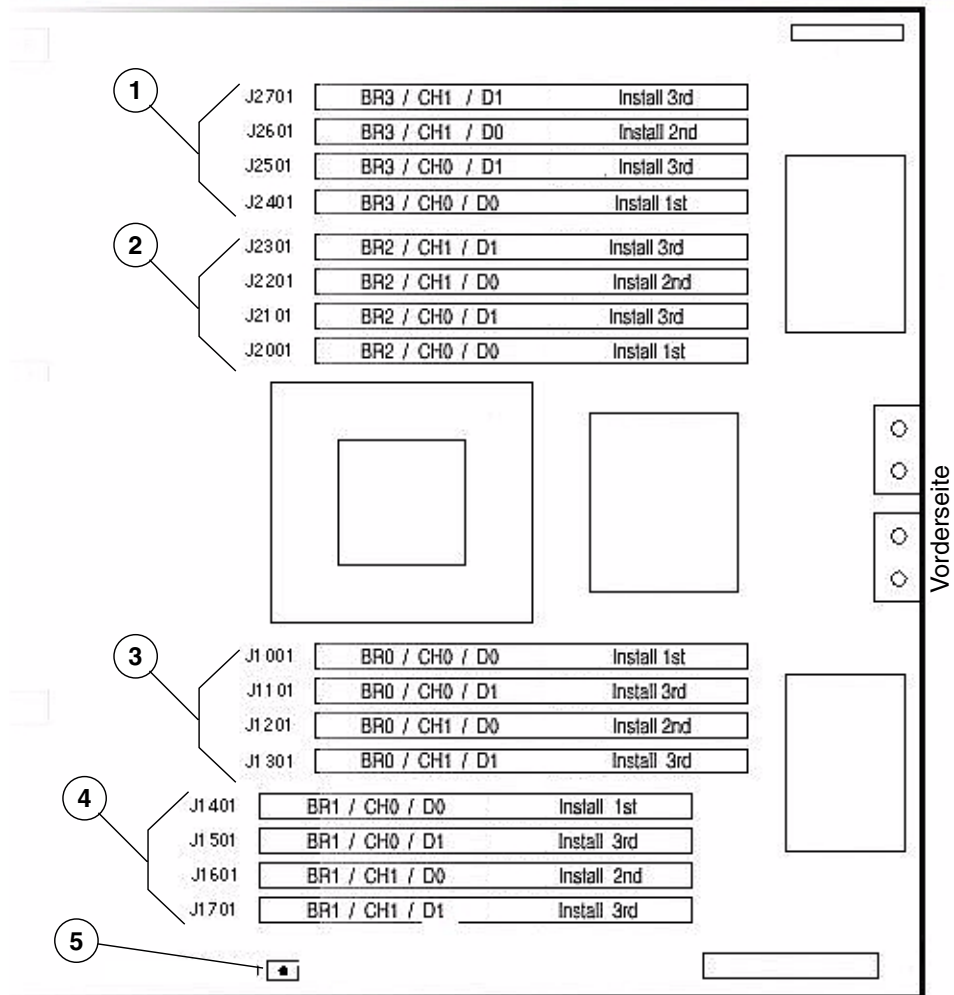 1
J2701 BR3 / CH1 / D1 Install 3rd
J2601 BR3 / CH1 / D0 Install 2nd
J2501 BR3 / CH0 / D1 Install 3rd
J2401 BR3 / CH0 / D0 Install 1st
2
J2301 BR2 / CH1 / D1 Install 3rd
J2201 BR2 / CH1 / D0 Install 2nd
J2101 BR2 / CH0 / D1 Install 3rd
J2001 BR2 / CH0 / D0 Install 1st
Vorderseite
3
J1001 BR0 / CH0 / D0 Install 1st
J1101 BR0 / CH0 / D1 Install 3rd
J1201 BR0 / CH1 / D0 Install 2nd
J1301 BR0 / CH1 / D1 Install 3rd
4
J1401 BR1 / CH0 / D0 Install 1st
J1501 BR1 / CH0 / D1 Install 3rd
J1601 BR1 / CH1 / D0 Install 2nd
J1701 BR1 / CH1 / D1 Install 3rd
5